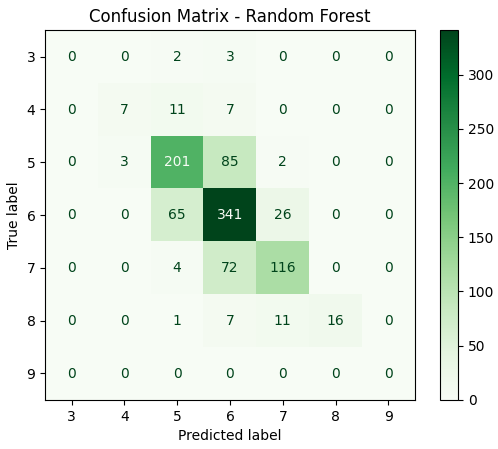 Confusion Matrix - Random Forest
3 0 0 2 3 0 0 0
4 0 7 11 7 0 0 0
5 0 3 201 85 2 0 0
6 0 0 65 341 26 0 0
7 0 0 4 72 116 0 0
8 0 0 1 7 11 16 0
9 0 0 0 0 0 0 0
3 4 5 6 7 8 9
True label
Predicted label
300
250
200
150
100
50
0